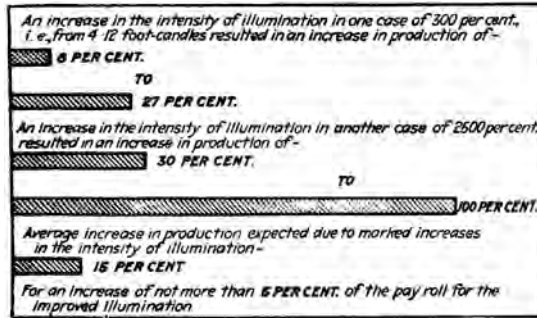 An increase in the intensity of illumination in one case of 300 per cent.,
i.e., from 4-12 foot-candles resulted in an increase in production of-
8 PER CENT.
TO
27 PER CENT.
An increase in the intensity of illumination in another case of 2500 percent.
resulted in an increase in production of-
30 PER CENT.
TO
100 PER CENT.
Average increase in production expected due to marked increases
in the intensity of illumination-
15 PER CENT
For an increase of not more than 5 PER CENT. of the pay roll for the
improved illumination